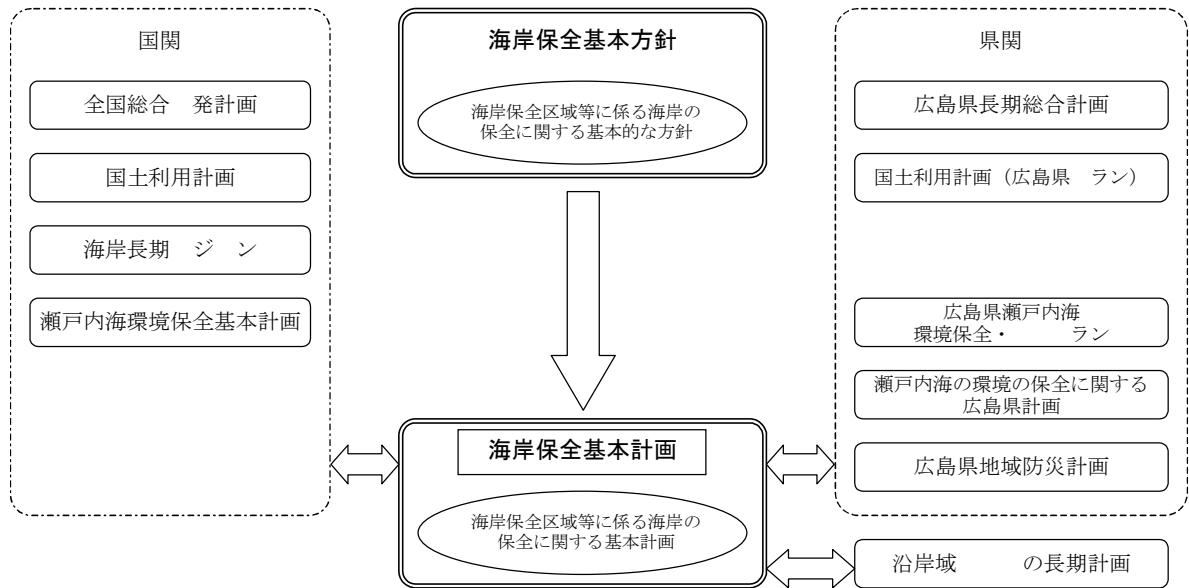 国関
全国総合 発計画
国土利用計画
海岸長期 ジ ン
瀬戸内海環境保全基本計画
海岸保全基本方針
海岸保全区域等に係る海岸の
保全に関する基本的な方針
海岸保全基本計画
海岸保全区域等に係る海岸の
保全に関する基本計画
県関
広島県長期総合計画
国土利用計画(広島県 ラン)
広島県瀬戸内海
環境保全・ ラン
瀬戸内海の環境の保全に関する
広島県計画
広島県地域防災計画
沿岸域 の長期計画